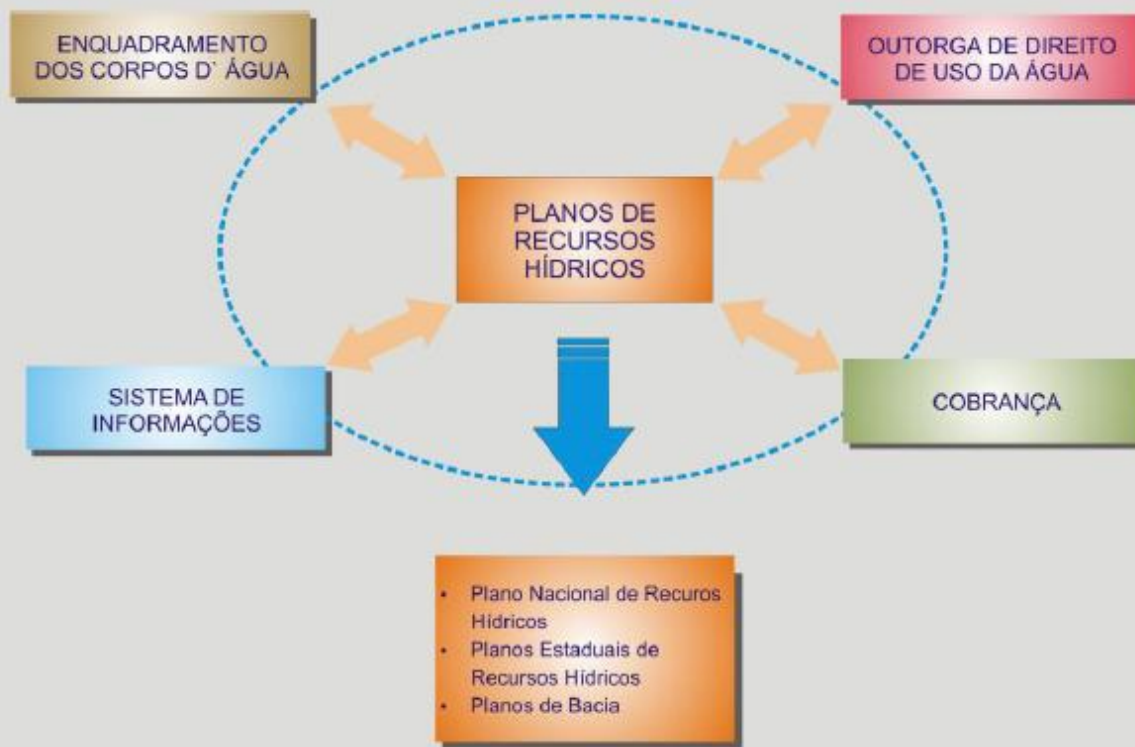 ENQUADRAMENTO
DOS CORPOS D` ÁGUA
OUTORGA DE DIREITO
DE USO DA ÁGUA
PLANOS DE
RECURSOS
HÍDRICOS
SISTEMA DE
INFORMAÇÕES
COBRANÇA
• Plano Nacional de Recuros
Hídricos
• Planos Estaduais de
Recursos Hídricos
• Planos de Bacia